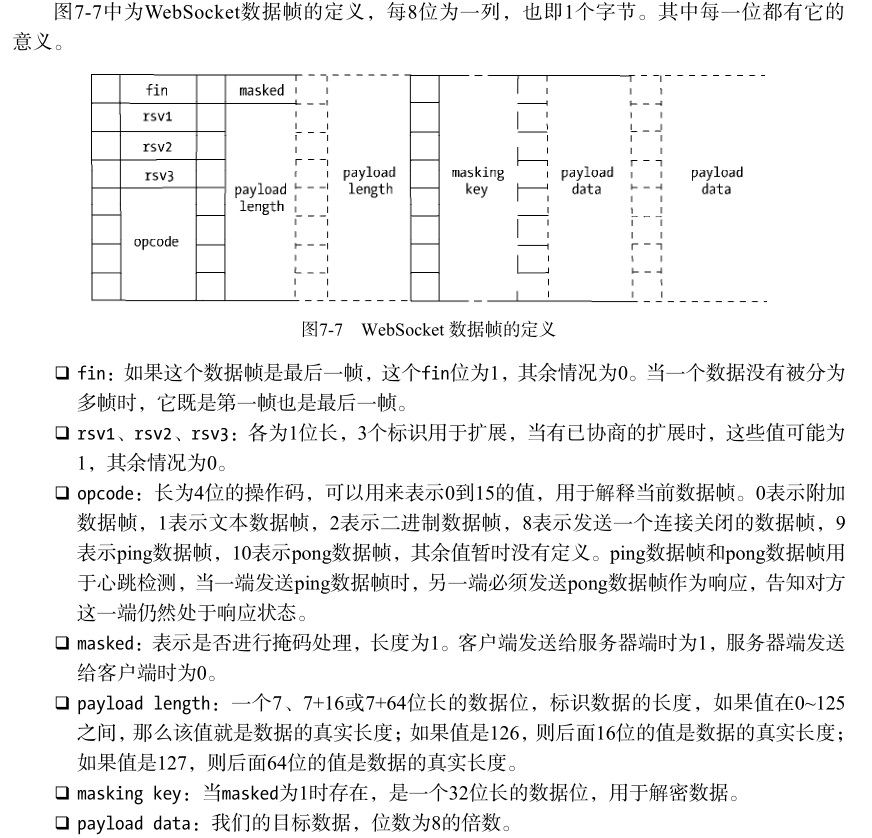 图7-7中为WebSocket数据帧的定义，每8位为一列，也即1个字节。其中每一位都有它的
意义。
fin
masked
rsv1
rsv2
rsv3
opcode
payload
length
payload
length
masking
key
payload
data
payload
data
图7-7 WebSocket 数据帧的定义
❑ fin：如果这个数据帧是最后一帧，这个fin位为1，其余情况为0。当一个数据没有被分为
多帧时，它既是第一帧也是最后一帧。
❑ rsv1、rsv2、rsv3：各为1位长，3个标识用于扩展，当有已协商的扩展时，这些值可能为
1，其余情况为0。
❑ opcode：长为4位的操作码，可以用来表示0到15的值，用于解释当前数据帧。0表示附加
数据帧，1表示文本数据帧，2表示二进制数据帧，8表示发送一个连接关闭的数据帧，9
表示ping数据帧，10表示pong数据帧，其余值暂时没有定义。ping数据帧和pong数据帧用
于心跳检测，当一端发送ping数据帧时，另一端必须发送pong数据帧作为响应，告知对方
这一端仍然处于响应状态。
❑ masked：表示是否进行掩码处理，长度为1。客户端发送给服务器端时为1，服务器端发送
给客户端时为0。
❑ payload length：一个7、7+16或7+64位长的数据位，标识数据的长度，如果值在0~125
之间，那么该值就是数据的真实长度；如果值是126，则后面16位的值是数据的真实长度；
如果值是127，则后面64位的值是数据的真实长度。
❑ masking key：当masked为1时存在，是一个32位长的数据位，用于解密数据。
❑ payload data：我们的目标数据，位数为8的倍数。